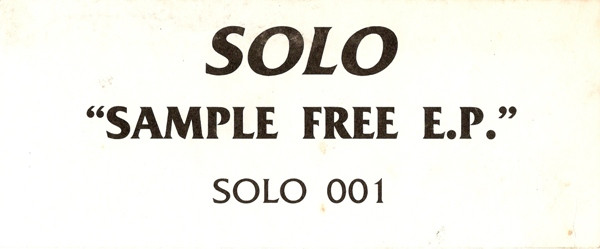 SOLO
“SAMPLE FREE E.P.”
SOLO 001